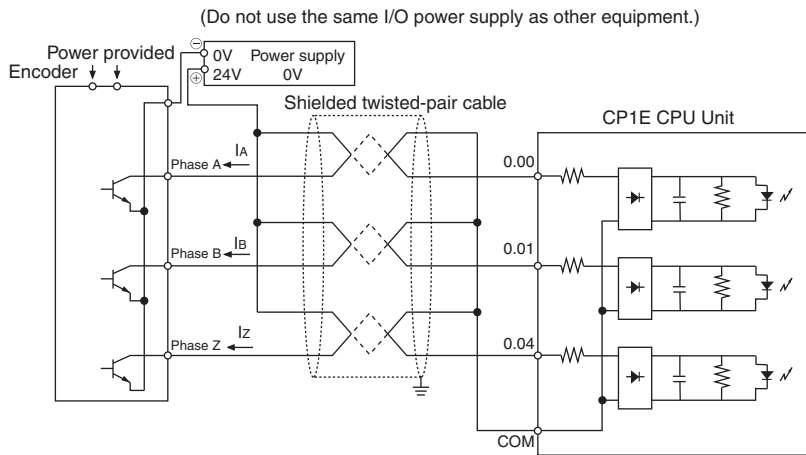 (Do not use the same I/O power supply as other equipment.)
Power provided
Encoder
⊖
0V Power supply
24V 0V
⊕
Shielded twisted-pair cable
CP1E CPU Unit
IA
Phase A
0.00
IB
Phase B
0.01
IZ
Phase Z
0.04
COM